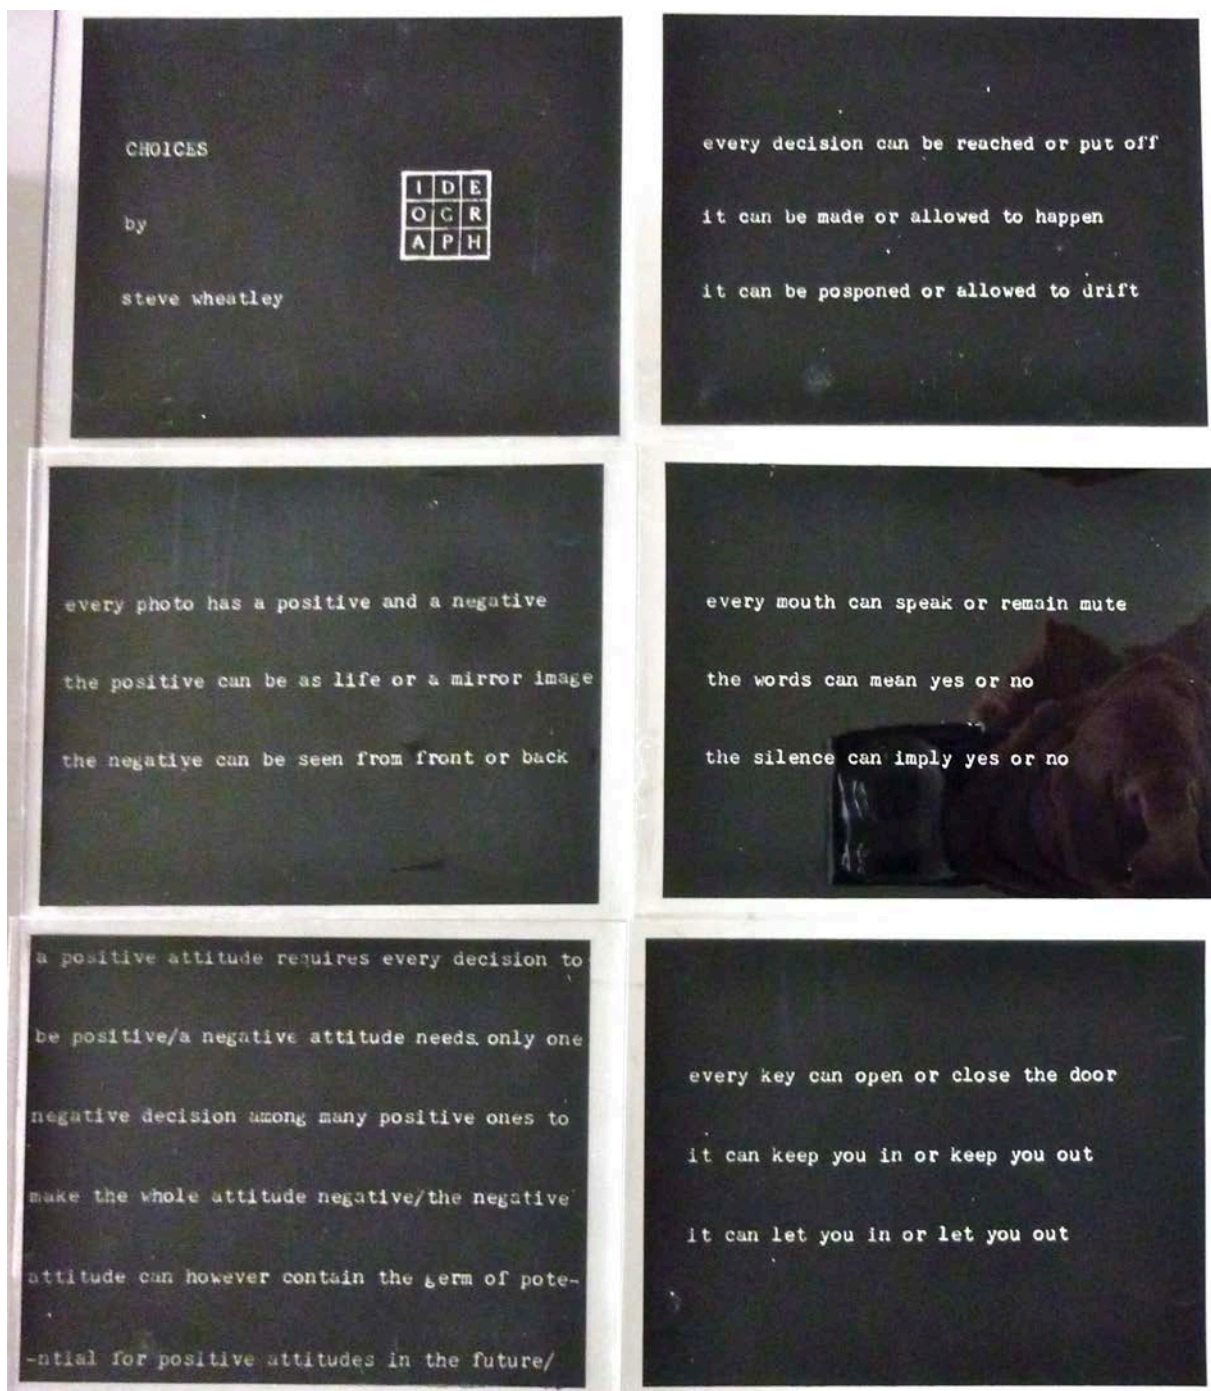 CHOICES
by
steve wheatley
IDE
OGR
APH
every decision can be reached or put off
it can be made or allowed to happen
it can be posponed or allowed to drift
every photo has a positive and a negative
the positive can be as life or a mirror image
the negative can be seen from front or back
every mouth can speak or remain mute
the words can mean yes or no
the silence can imply yes or no
a positive attitude requires every decision to
be positive/a negative attitude needs only one
negative decision among many positive ones to
make the whole attitude negative/the negative
attitude can however contain the germ of pote-
-ntial for positive attitudes in the future/
every key can open or close the door
it can keep you in or keep you out
it can let you in or let you out